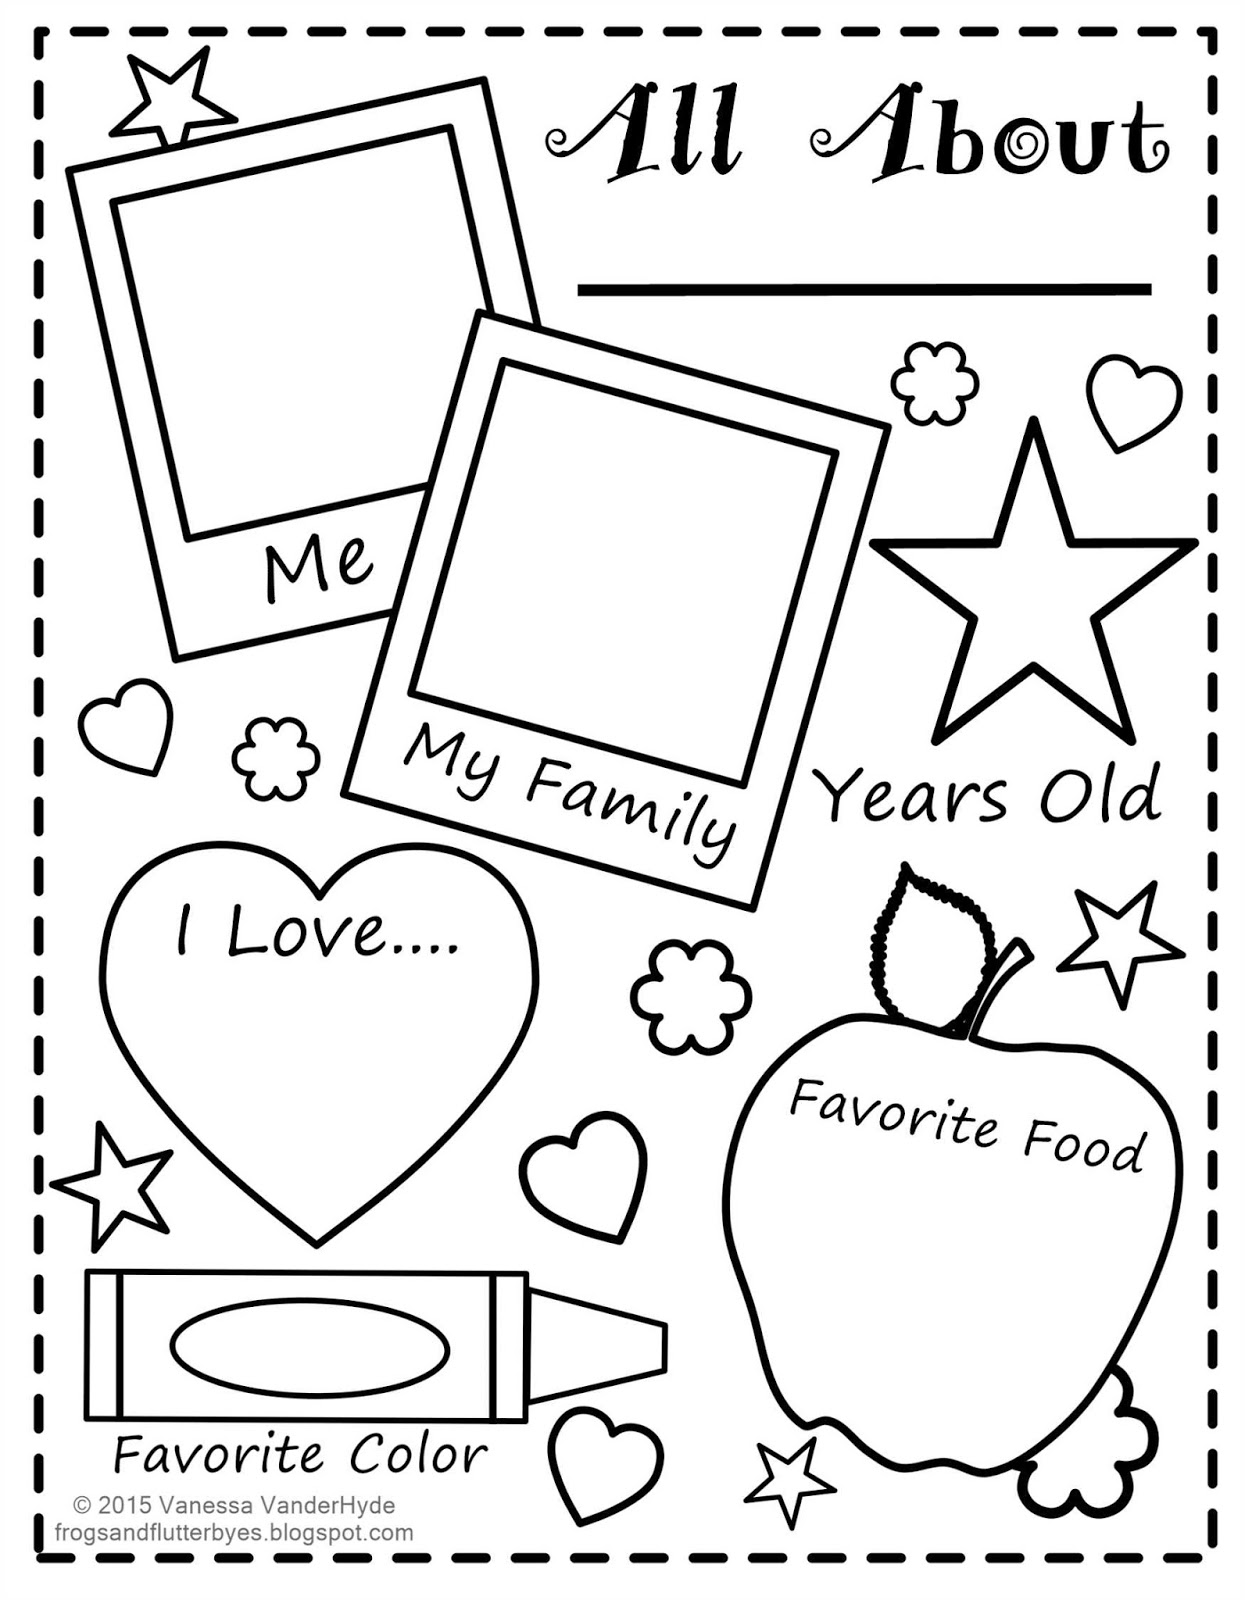 All About
Me
My Family
Years Old
I Love....
Favorite Food
Favorite Color
© 2015 Vanessa VanderHyde
frogsandflutterbyes.blogspot.com